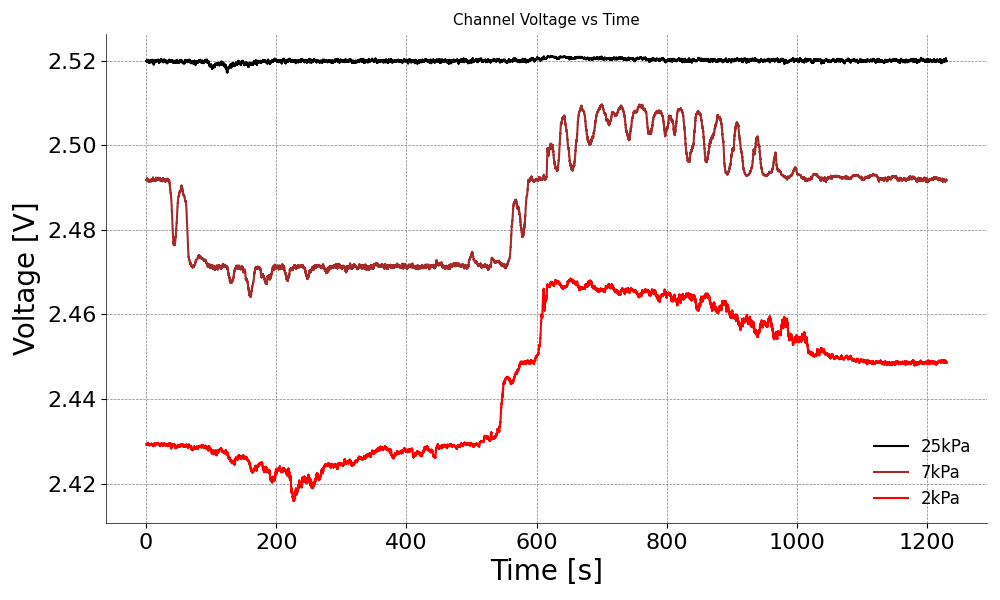 Channel Voltage vs Time
Voltage [V]
2.52
2.50
2.48
2.46
2.44
2.42
25kPa
7kPa
2kPa
0 200 400 600 800 1000 1200
Time [s]